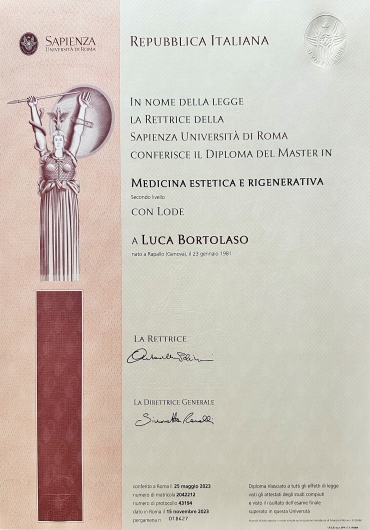 SAPIENZA
UNIVERSITÀ DI ROMA
REPUBBLICA ITALIANA
IN NOME DELLA LEGGE
LA RETTRICE DELLA
SAPIENZA UNIVERSITÀ DI ROMA
CONFERISCE IL DIPLOMA DEL MASTER IN
MEDICINA ESTETICA E RIGENERATIVA
Secondo livello
CON LODE
A LUCA BORTOLASO
nato a Rapallo (Genova), il 23 gennaio 1981
LA RETTRICE
LA DIRETTRICE GENERALE
conferito a Roma il 25 maggio 2023
numero di matricola 2042212
numero di protocollo 43194
dato in Roma il 15 novembre 2023
pergamena n. 018427
Diploma rilasciato a tutti gli effetti di legge
visti gli attestati degli studi compiuti
e visto il risultato dell'esame finale
superato in questa Università